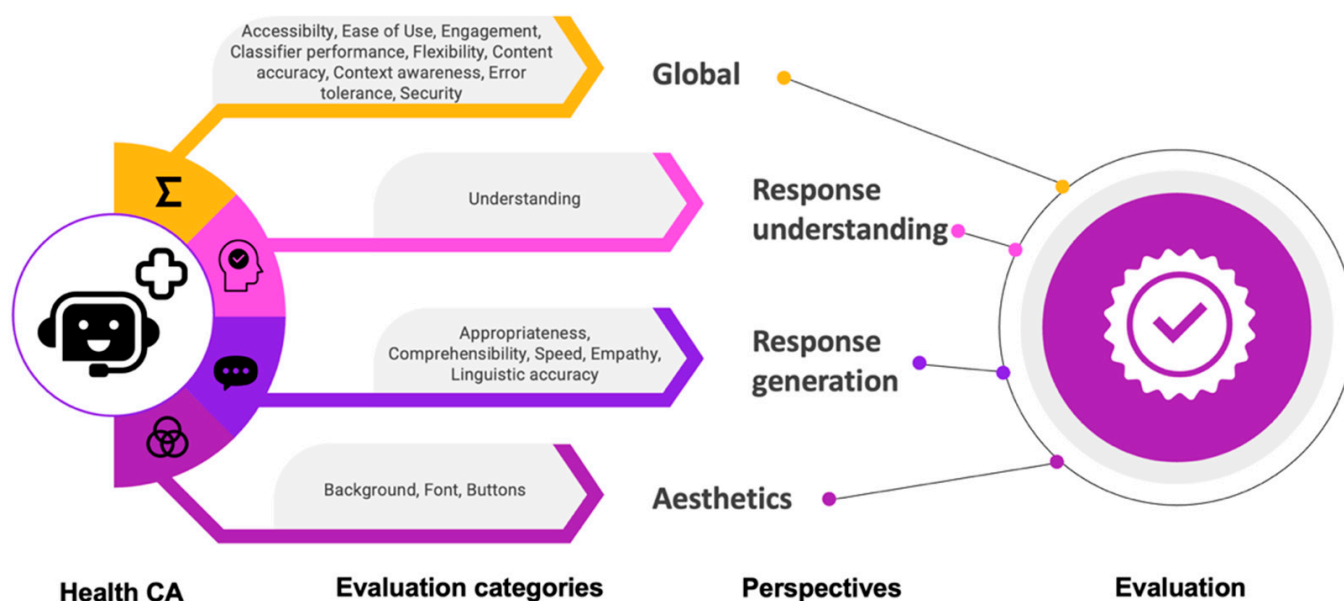 Accessibilty, Ease of Use, Engagement,
Classifier performance, Flexibility, Content
accuracy, Context awareness, Error
tolerance, Security
Global
Σ
Understanding
Response
understanding
Appropriateness,
Comprehensibility, Speed, Empathy,
Linguistic accuracy
Response
generation
Background, Font, Buttons
Aesthetics
Health CA
Evaluation categories
Perspectives
Evaluation